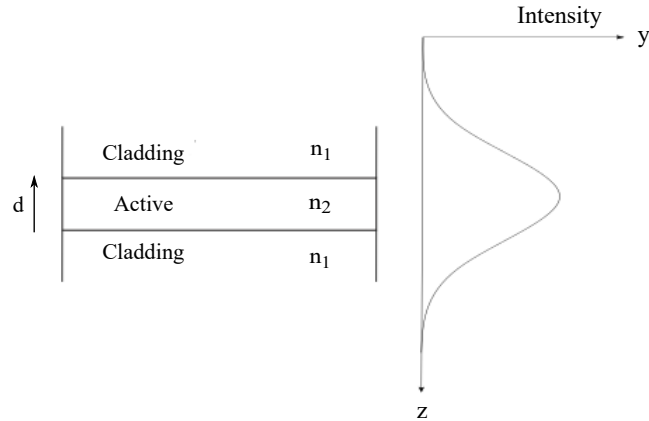 Intensity
y
Cladding n1
d Active n2
Cladding n1
z